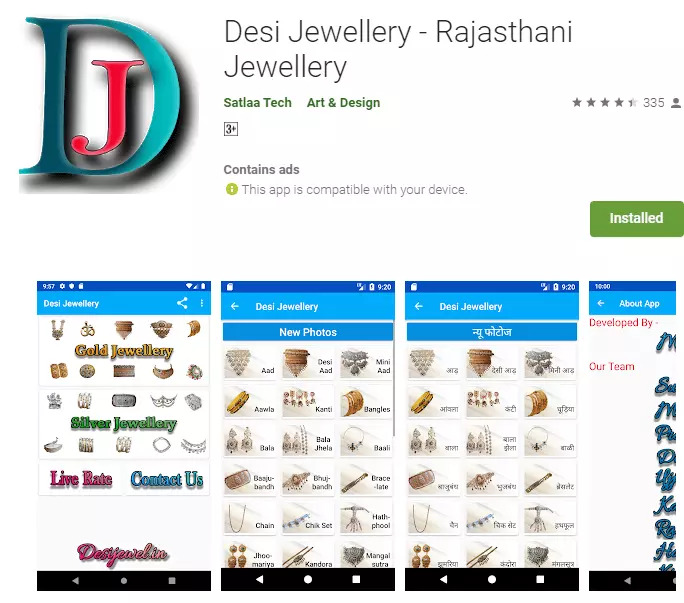 DJ
Desi Jewellery - Rajasthani
Jewellery
Satlaa Tech Art & Design
335
3+
Contains ads
This app is compatible with your device.
Installed
9:57
Desi Jewellery
Gold Jewellery
Silver Jewellery
Live Rate Contact Us
Desijewel.in
9:20
Desi Jewellery
New Photos
Aad Desi Aad Mini Aad
Aawla Kanti Bangles
Bala Bala Jhela Baali
Baaju-bandh Bhuj-bandh Brace-late
Chain Chik Set Hath-phool
Jhoo-mariya Kandora Mangal sutra
9:20
Desi Jewellery
न्यू फोटोज
आड देसी आड मिनी आड
आंवला कंटी चूडिया
बाला बाला झेला बाळी
बाजुबंध भुजबंध ब्रेसलेट
चैन चिक सेट हथफूल
झूमरिया कंदोरा मंगलसूत्र
10:00
About App
Developed By -
Our Team